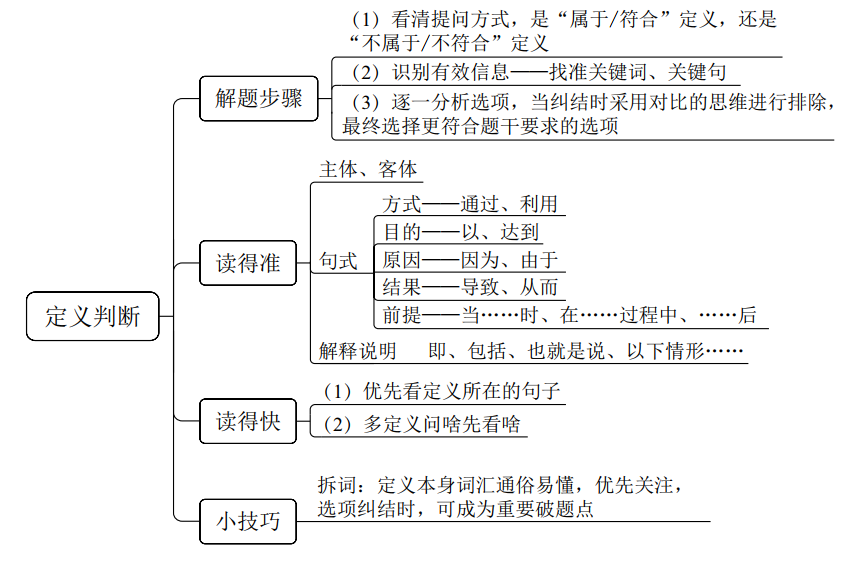 （1）看清提问方式，是“属于/符合”定义，还是
“不属于/不符合”定义
（2）识别有效信息——找准关键词、关键句
解题步骤
（3）逐一分析选项，当纠结时采用对比的思维进行排除，
最终选择更符合题干要求的选项
主体、客体
方式——通过、利用
目的——以、达到
读得准
句式
原因——因为、由于
结果——导致、从而
前提——当……时、在……过程中、……后
定义判断
解释说明 即、包括、也就是说、以下情形……
（1）优先看定义所在的句子
读得快
（2）多定义问啥先看啥
拆词：定义本身词汇通俗易懂，优先关注，
选项纠结时，可成为重要破题点
小技巧